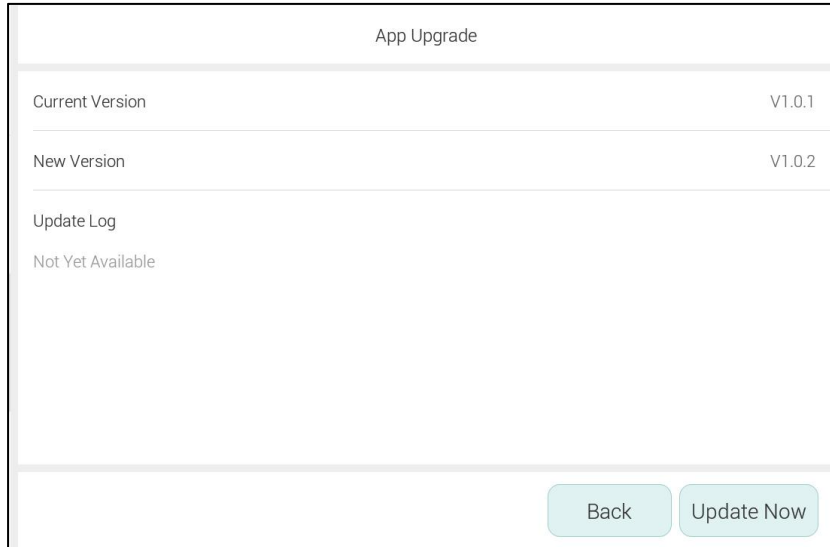 App Upgrade
Current Version V1.0.1
New Version V1.0.2
Update Log
Not Yet Available
Back Update Now